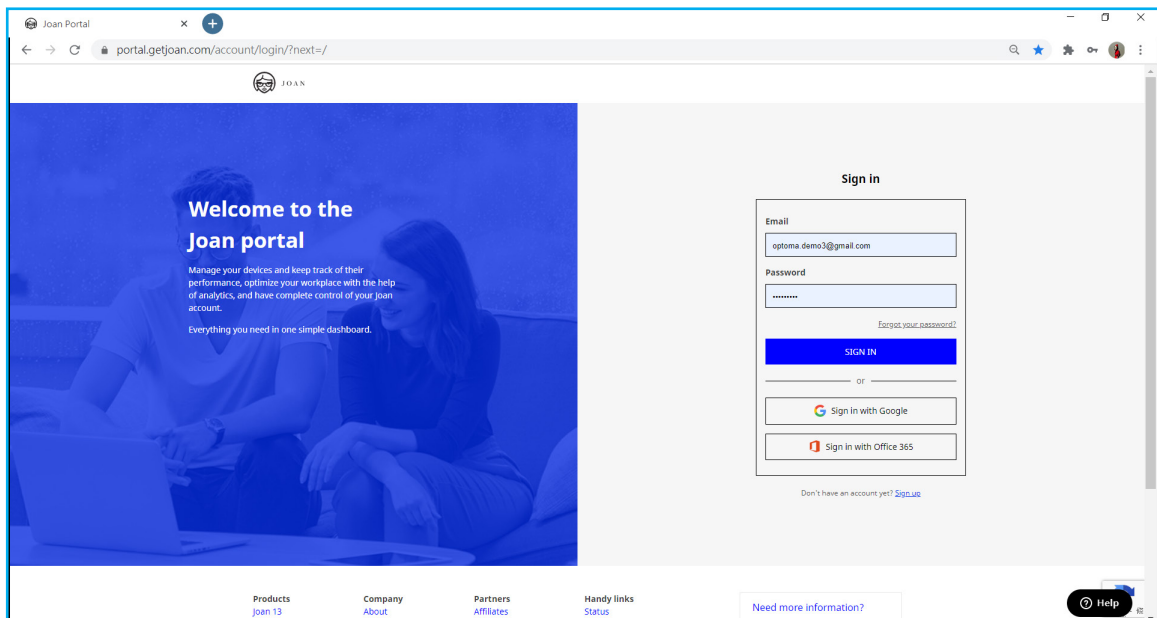 Joan Portal
portal.getjoan.com/account/login/?next=/
JOAN
Welcome to the
Joan portal
Manage your devices and keep track of their
performance, optimize your workplace with the help
of analytics, and have complete control of your Joan
account.
Everything you need in one simple dashboard.
Sign in
Email
optoma.demo3@gmail.com
Password
Forgot your password?
SIGN IN
or
Sign in with Google
Sign in with Office 365
Don't have an account yet? Sign up
Products
Joan 13
Company
About
Partners
Affiliates
Handy links
Status
Need more information?
Help